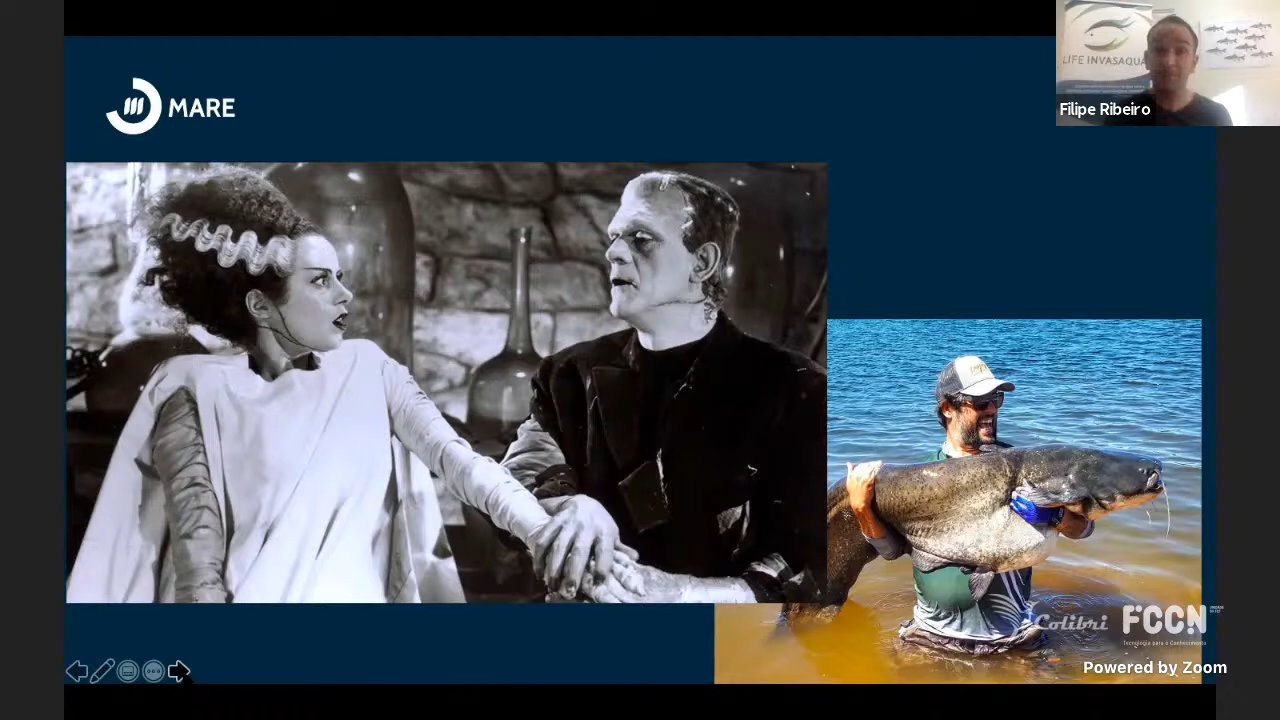 MARE
LIFE INVASAQUA
Filipe Ribeiro
Colibri
FCCN
Tecnologia para o Conhecimento
Powered by Zoom